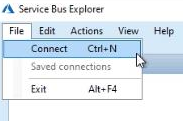 Service Bus Explorer
File Edit Actions View Help
Connect Ctrl+N
Saved connections
Exit Alt+F4